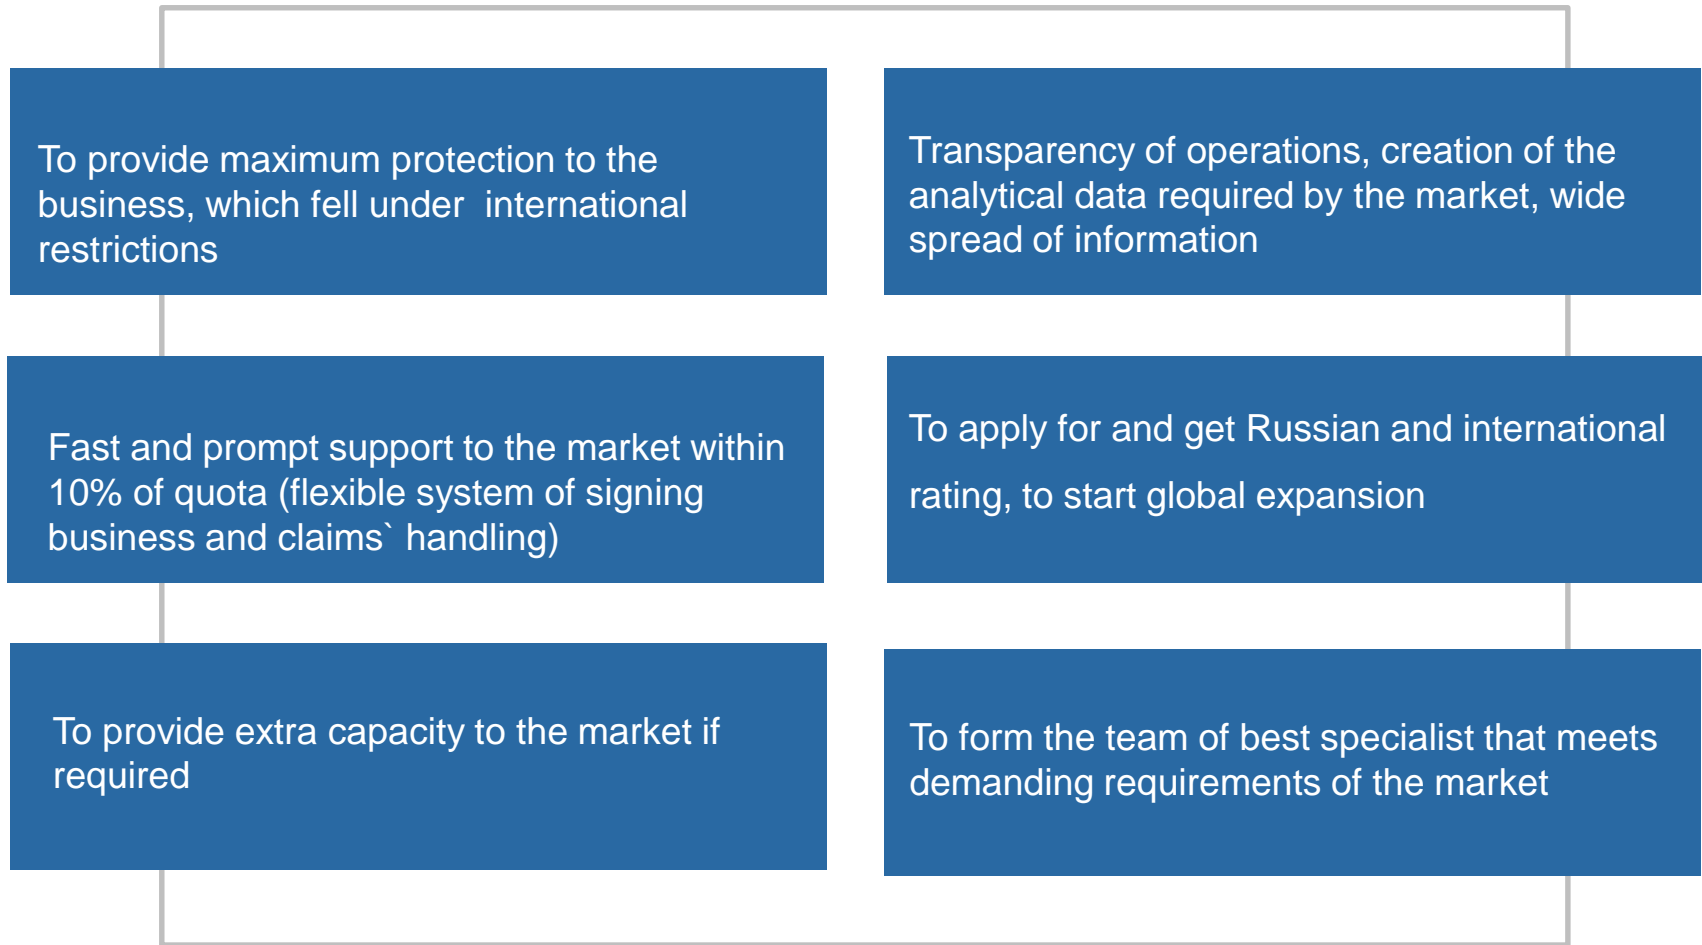 To provide maximum protection to the
business, which fell under  international
restrictions
Fast and prompt support to the market within
10% of quota (flexible system of signing
business and claims` handling)
To provide extra capacity to the market if
required
Transparency of operations, creation of the
analytical data required by the market, wide
spread of information
To apply for and get Russian and international
rating, to start global expansion
To form the team of best specialist that meets
demanding requirements of the market